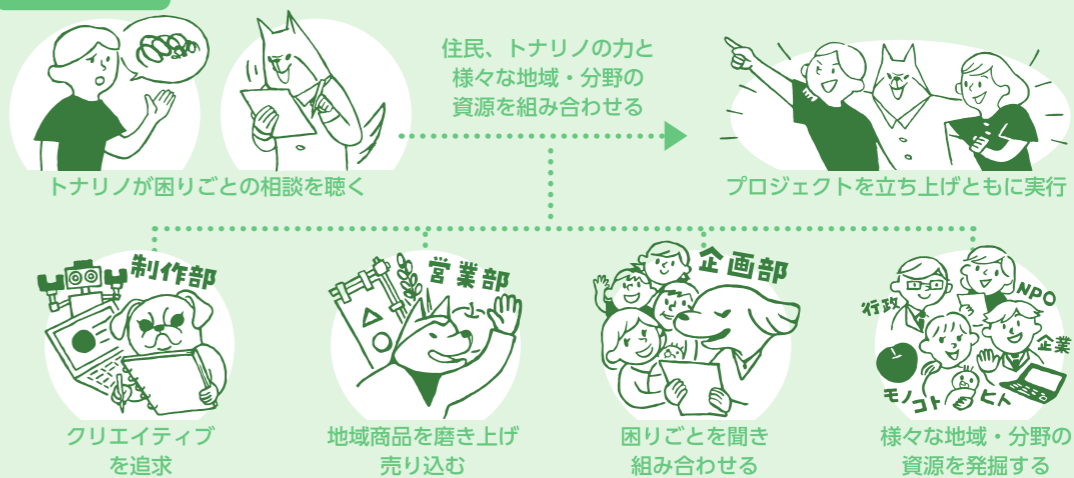 住民、トナリノの力と
様々な地域・分野の
資源を組み合わせる
トナリノが困りごとの相談を聴く
プロジェクトを立ち上げともに実行
制作部
クリエイティブ
を追求
営業部
地域商品を磨き上げ
売り込む
企画部
困りごとを聞き
組み合わせる
行政
NPO
企業
モノ
コト
ヒト
様々な地域・分野の
資源を発掘する